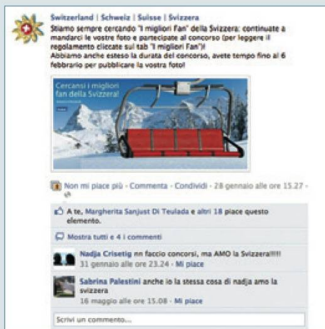 Switzerland | Schweiz | Suisse | Svizzera
Stiamo sempre cercando "I migliori Fan" della Svizzera: continuate a
mandarci le vostre foto e partecipate al concorso (per leggere il
regolamento cliccate sul tab "I migliori Fan")!
Abbiamo anche esteso la durata del concorso, avete tempo fino al 6
febbrario per pubblicare la vostra foto!
Cercansi i migliori
fan della Svizzera!
Non mi piace più · Commenta · Condividi · 28 gennaio alle ore 15.27 ·
A te, Margherita Sanjust Di Teulada e altri 18 piace questo
elemento.
Mostra tutti e 4 i commenti
Nadja Crisetig nn faccio concorsi, ma AMO la Svizzera!!!!!
31 gennaio alle ore 23.24 · Mi piace
Sabrina Palestini anche io la stessa cosa di nadja amo la
svizzera
16 maggio alle ore 15.08 · Mi piace
Scrivi un commento...